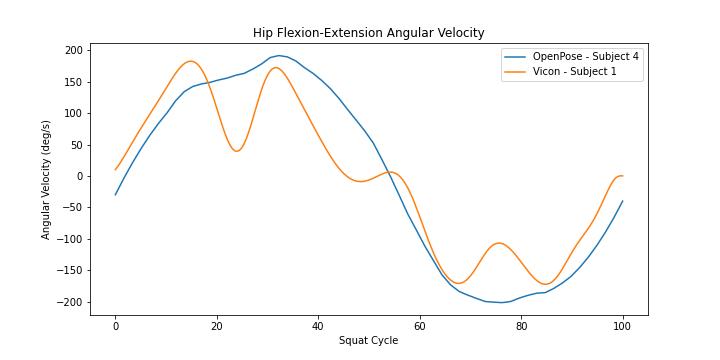 Hip Flexion-Extension Angular Velocity
OpenPose - Subject 4
Vicon - Subject 1
Angular Velocity (deg/s)
200
150
100
50
0
−50
−100
−150
−200
0 20 40 60 80 100
Squat Cycle